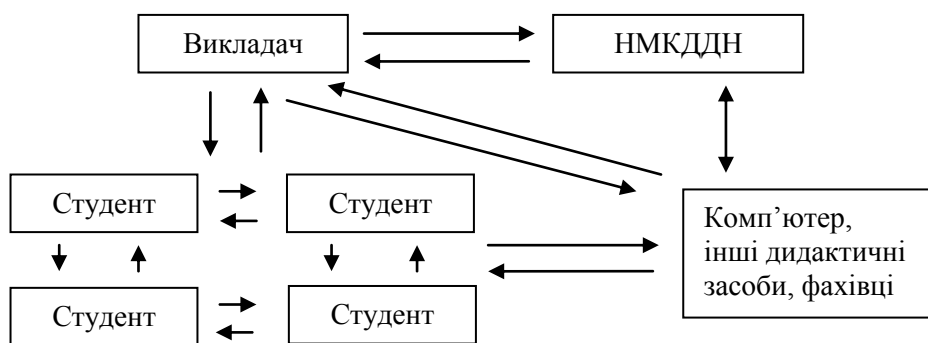 Викладач
НМКДДН
Студент
Студент
Комп’ютер,
інші дидактичні
засоби, фахівці
Студент
Студент